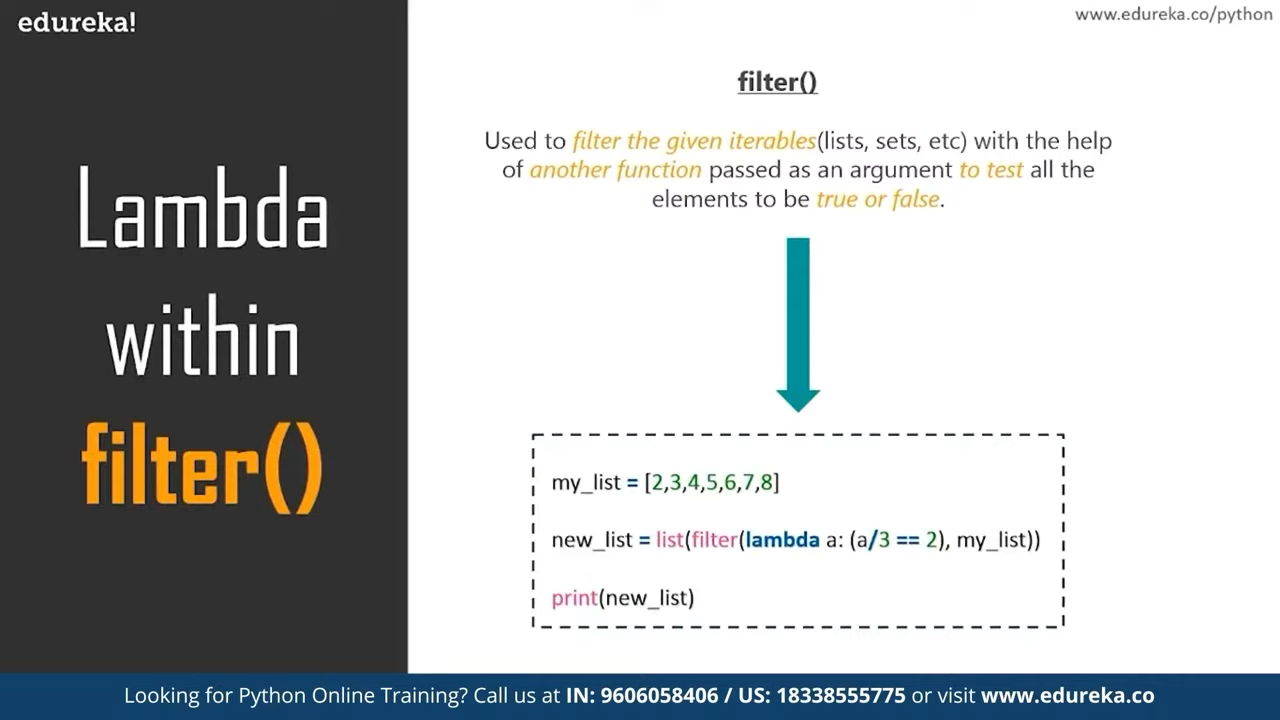 edureka!
www.edureka.co/python
Lambda
within
filter()
filter()
Used to filter the given iterables(lists, sets, etc) with the help
of another function passed as an argument to test all the
elements to be true or false.
my_list = [2,3,4,5,6,7,8]
new_list = list(filter(lambda a: (a/3 == 2), my_list))
print(new_list)
Looking for Python Online Training? Call us at IN: 9606058406 / US: 18338555775 or visit www.edureka.co